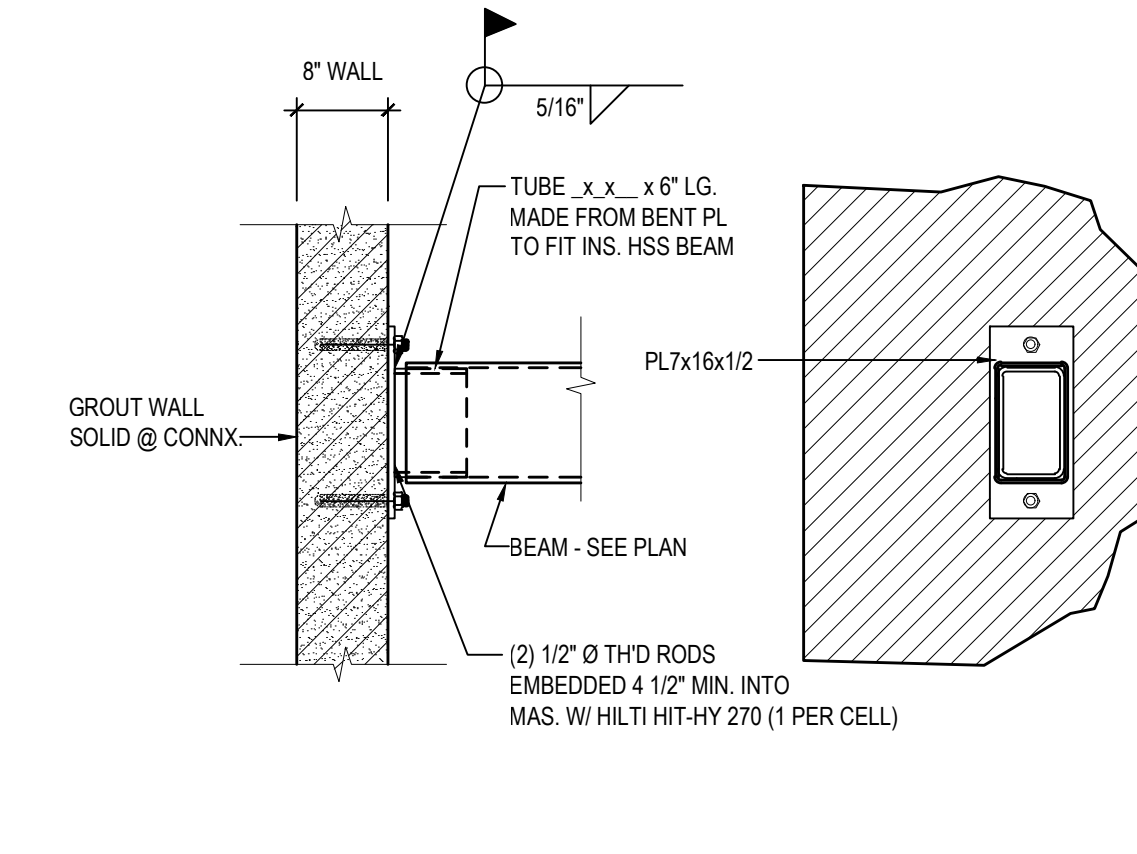 8" WALL
5/16"
TUBE _x_x__ x 6" LG.
MADE FROM BENT PL
TO FIT INS. HSS BEAM
PL7x16x1/2
GROUT WALL
SOLID @ CONNX.
BEAM - SEE PLAN
(2) 1/2" Ø TH'D RODS
EMBEDDED 4 1/2" MIN. INTO
MAS. W/ HILTI HIT-HY 270 (1 PER CELL)